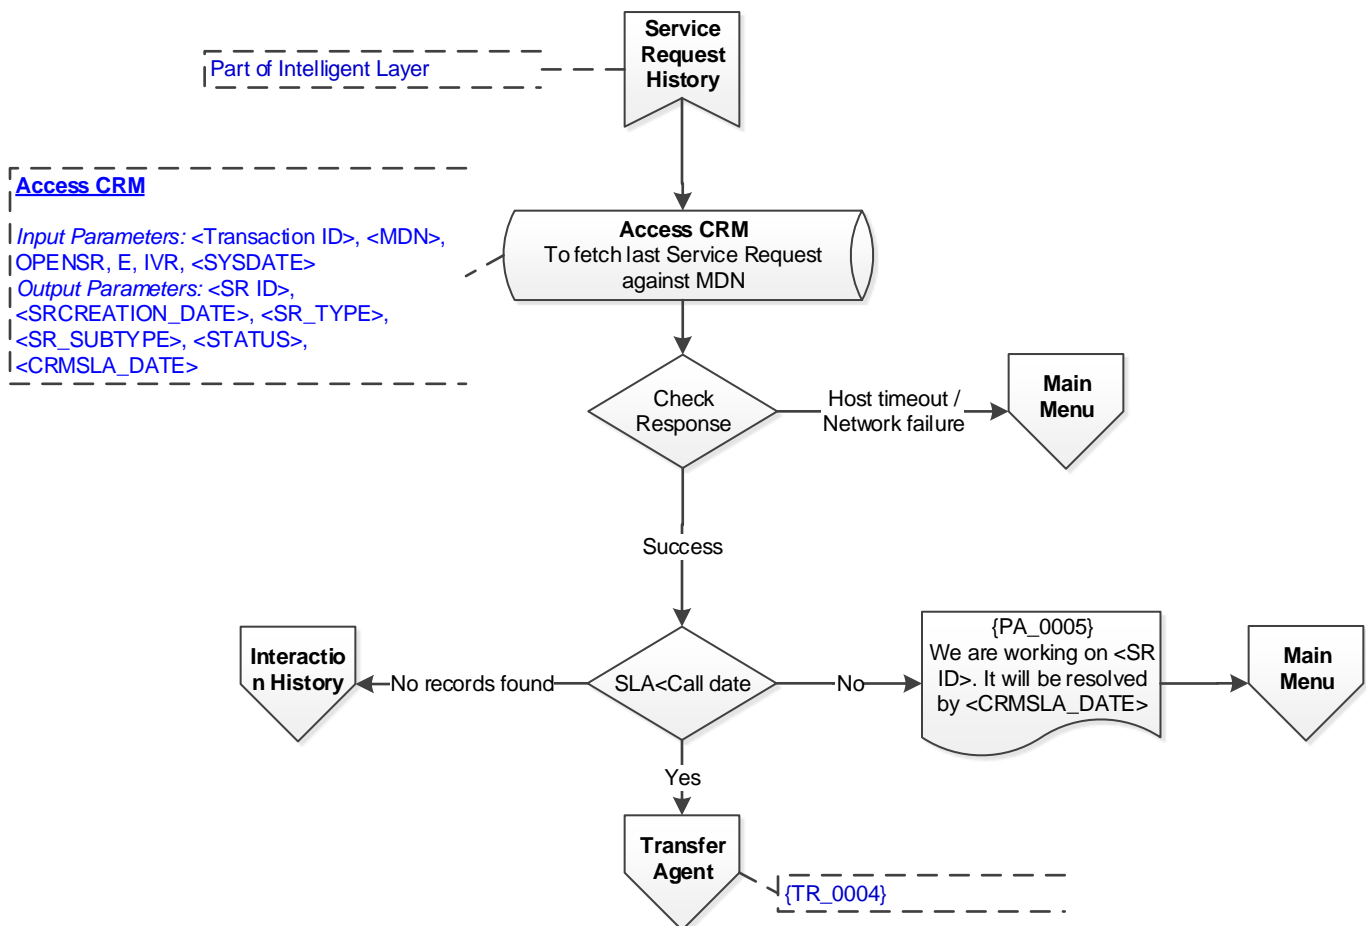 Service
Request
History
Part of Intelligent Layer
Access CRM
Input Parameters: <Transaction ID>, <MDN>,
OPENSR, E, IVR, <SYSDATE>
Output Parameters: <SR ID>,
<SRCREATION_DATE>, <SR_TYPE>,
<SR_SUBTYPE>, <STATUS>,
<CRMSLA_DATE>
Access CRM
To fetch last Service Request
against MDN
Check
Response
Host timeout /
Network failure
Main
Menu
Success
Interactio
n History
No records found
SLA<Call date
No
{PA_0005}
We are working on <SR
ID>. It will be resolved
by <CRMSLA_DATE>
Main
Menu
Yes
Transfer
Agent
{TR_0004}